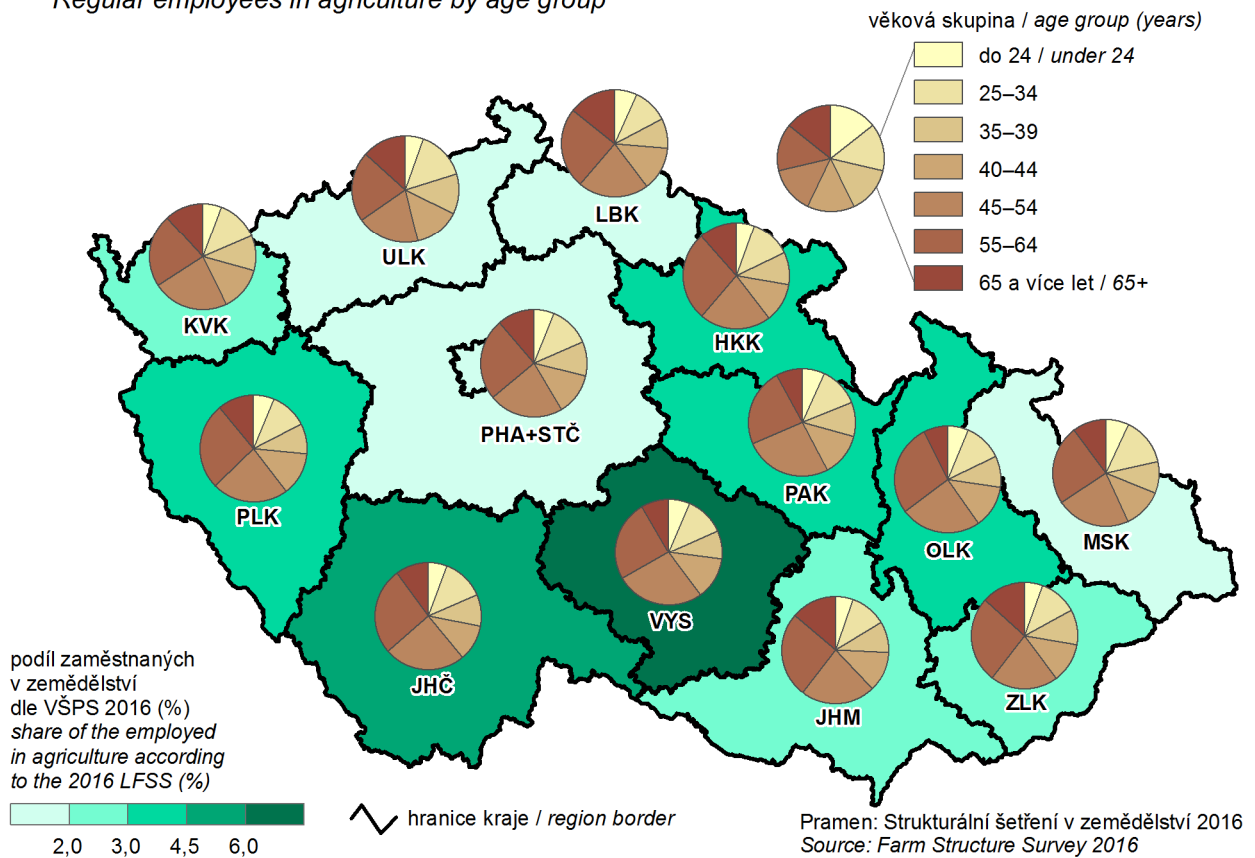 Regular employees in agriculture by age group
věková skupina / age group (years)
do 24 / under 24
25–34
35–39
40–44
45–54
55–64
65 a více let / 65+
LBK
ULK
KVK
HKK
PHA+STČ
PLK
PAK
OLK
MSK
VYS
JHČ
JHM
ZLK
podíl zaměstnaných
v zemědělství
dle VŠPS 2016 (%)
share of the employed
in agriculture according
to the 2016 LFSS (%)
2,0 3,0 4,5 6,0
hranice kraje / region border
Pramen: Strukturální šetření v zemědělství 2016
Source: Farm Structure Survey 2016